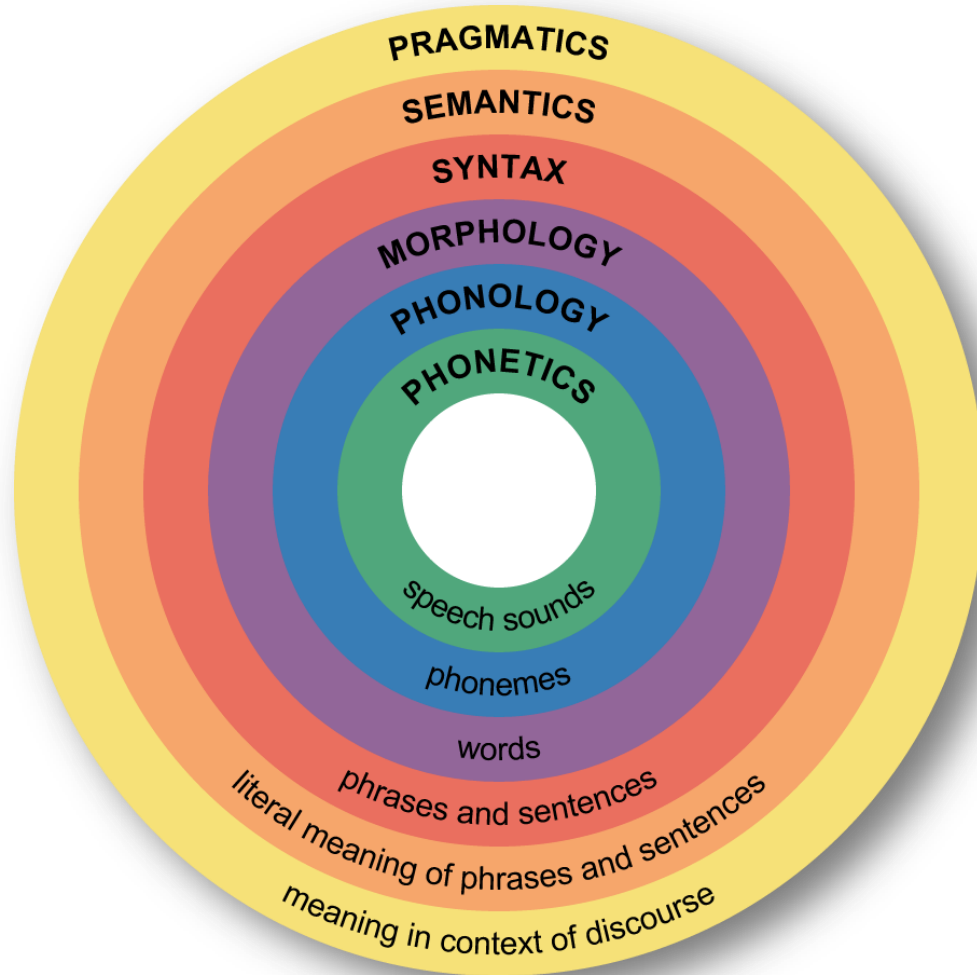 PRAGMATICS
SEMANTICS
SYNTAX
MORPHOLOGY
PHONOLOGY
PHONETICS
speech sounds
phonemes
words
phrases and sentences
literal meaning of phrases and sentences
meaning in context of discourse